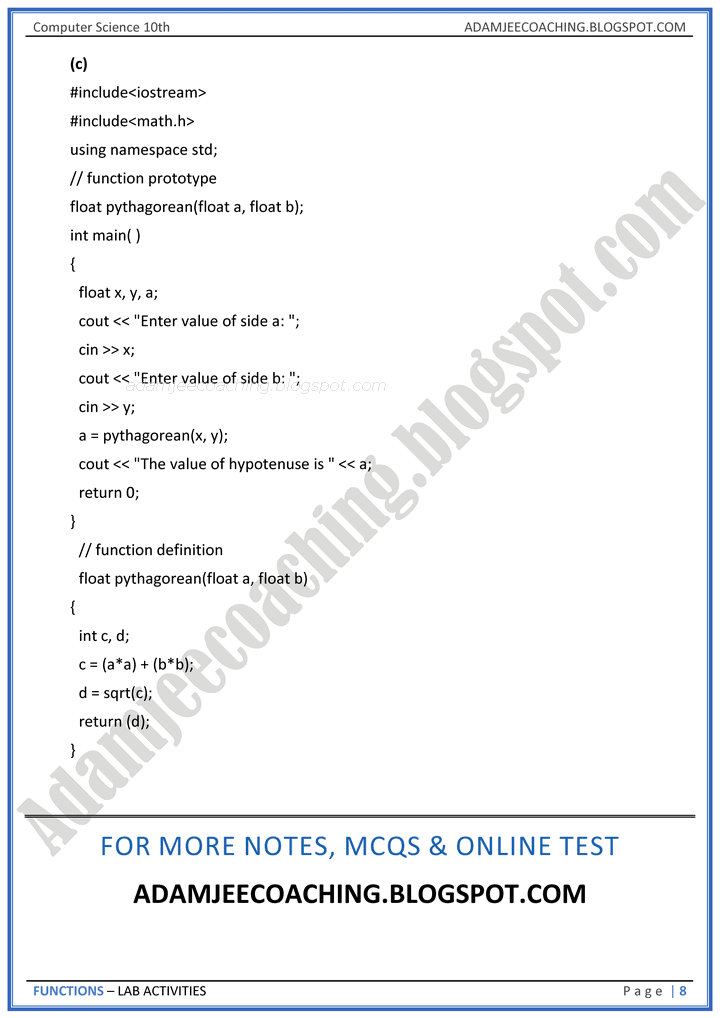 Computer Science 10th ADAMJEECOACHING.BLOGSPOT.COM
(c)
#include<iostream>
#include<math.h>
using namespace std;
// function prototype
float pythagorean(float a, float b);
int main( )
{
float x, y, a;
cout << "Enter value of side a: ";
cin >> x;
cout << "Enter value of side b: ";
adamjeecoaching.blogspot.com
cin >> y;
a = pythagorean(x, y);
cout << "The value of hypotenuse is " << a;
return 0;
}
// function definition
float pythagorean(float a, float b)
{
int c, d;
c = (a*a) + (b*b);
d = sqrt(c);
return (d);
}
Adamjeecoaching.blogspot.com
FOR MORE NOTES, MCQS & ONLINE TEST
ADAMJEECOACHING.BLOGSPOT.COM
FUNCTIONS – LAB ACTIVITIES P a g e | 8